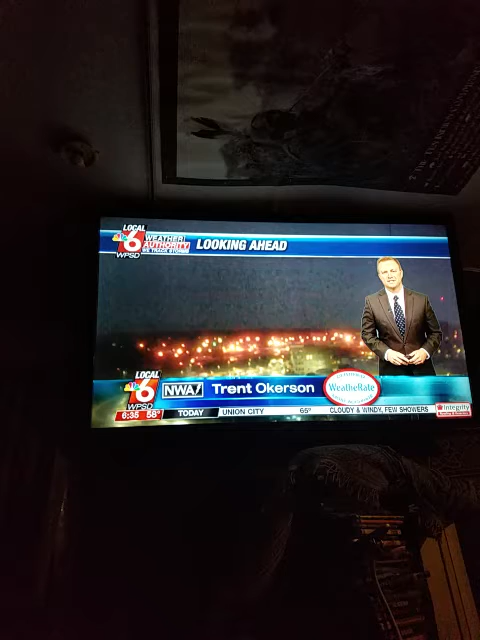 LOCAL
6
WPSD
WEATHER
AUTHORITY
LOOKING AHEAD
LOCAL
6
WPSD
NWA
Trent Okerson
WeatheRate
6:35 58°
TODAY UNION CITY 65° CLOUDY & WINDY, FEW SHOWERS
Integrity